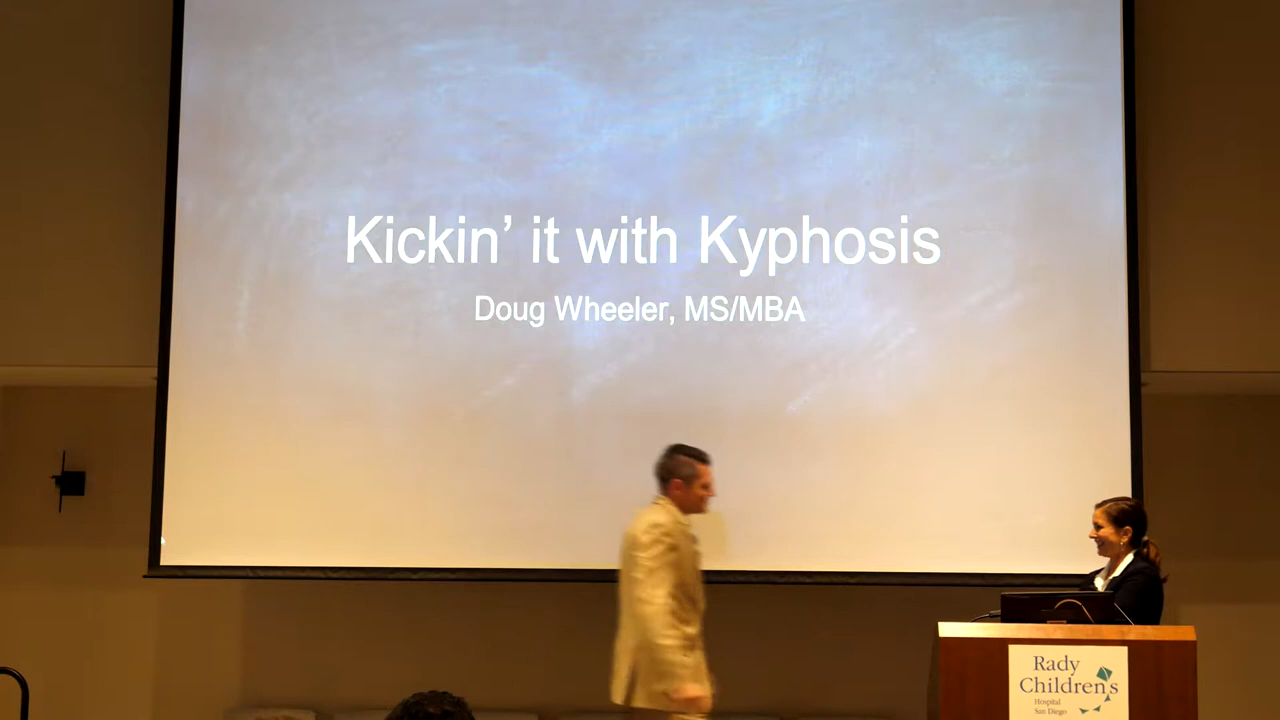 Kickin’ it with Kyphosis
Doug Wheeler, MS/MBA
Rady
Children's
Hospital
San Diego